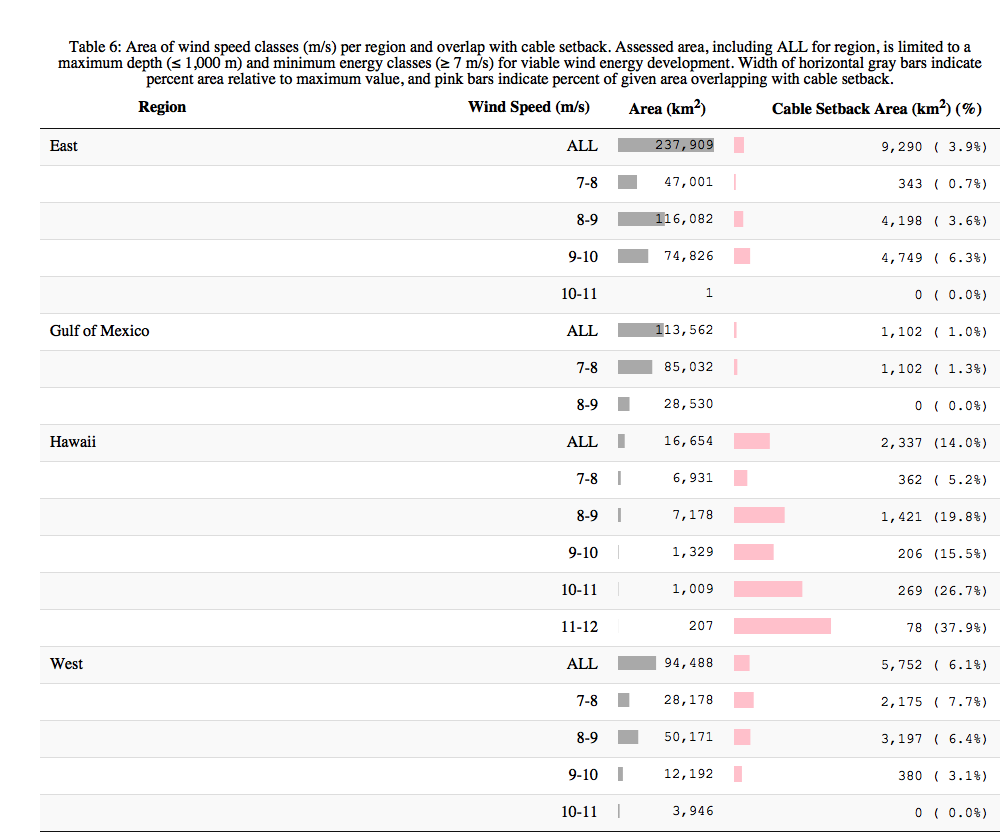 Table 6: Area of wind speed classes (m/s) per region and overlap with cable setback. Assessed area, including ALL for region, is limited to a
maximum depth (≤ 1,000 m) and minimum energy classes (≥ 7 m/s) for viable wind energy development. Width of horizontal gray bars indicate
percent area relative to maximum value, and pink bars indicate percent of given area overlapping with cable setback.
Region Wind Speed (m/s) Area (km²) Cable Setback Area (km²) (%)
East ALL 237,909 9,290 ( 3.9%)
7-8 47,001 343 ( 0.7%)
8-9 116,082 4,198 ( 3.6%)
9-10 74,826 4,749 ( 6.3%)
10-11 1 0 ( 0.0%)
Gulf of Mexico ALL 113,562 1,102 ( 1.0%)
7-8 85,032 1,102 ( 1.3%)
8-9 28,530 0 ( 0.0%)
Hawaii ALL 16,654 2,337 (14.0%)
7-8 6,931 362 ( 5.2%)
8-9 7,178 1,421 (19.8%)
9-10 1,329 206 (15.5%)
10-11 1,009 269 (26.7%)
11-12 207 78 (37.9%)
West ALL 94,488 5,752 ( 6.1%)
7-8 28,178 2,175 ( 7.7%)
8-9 50,171 3,197 ( 6.4%)
9-10 12,192 380 ( 3.1%)
10-11 3,946 0 ( 0.0%)